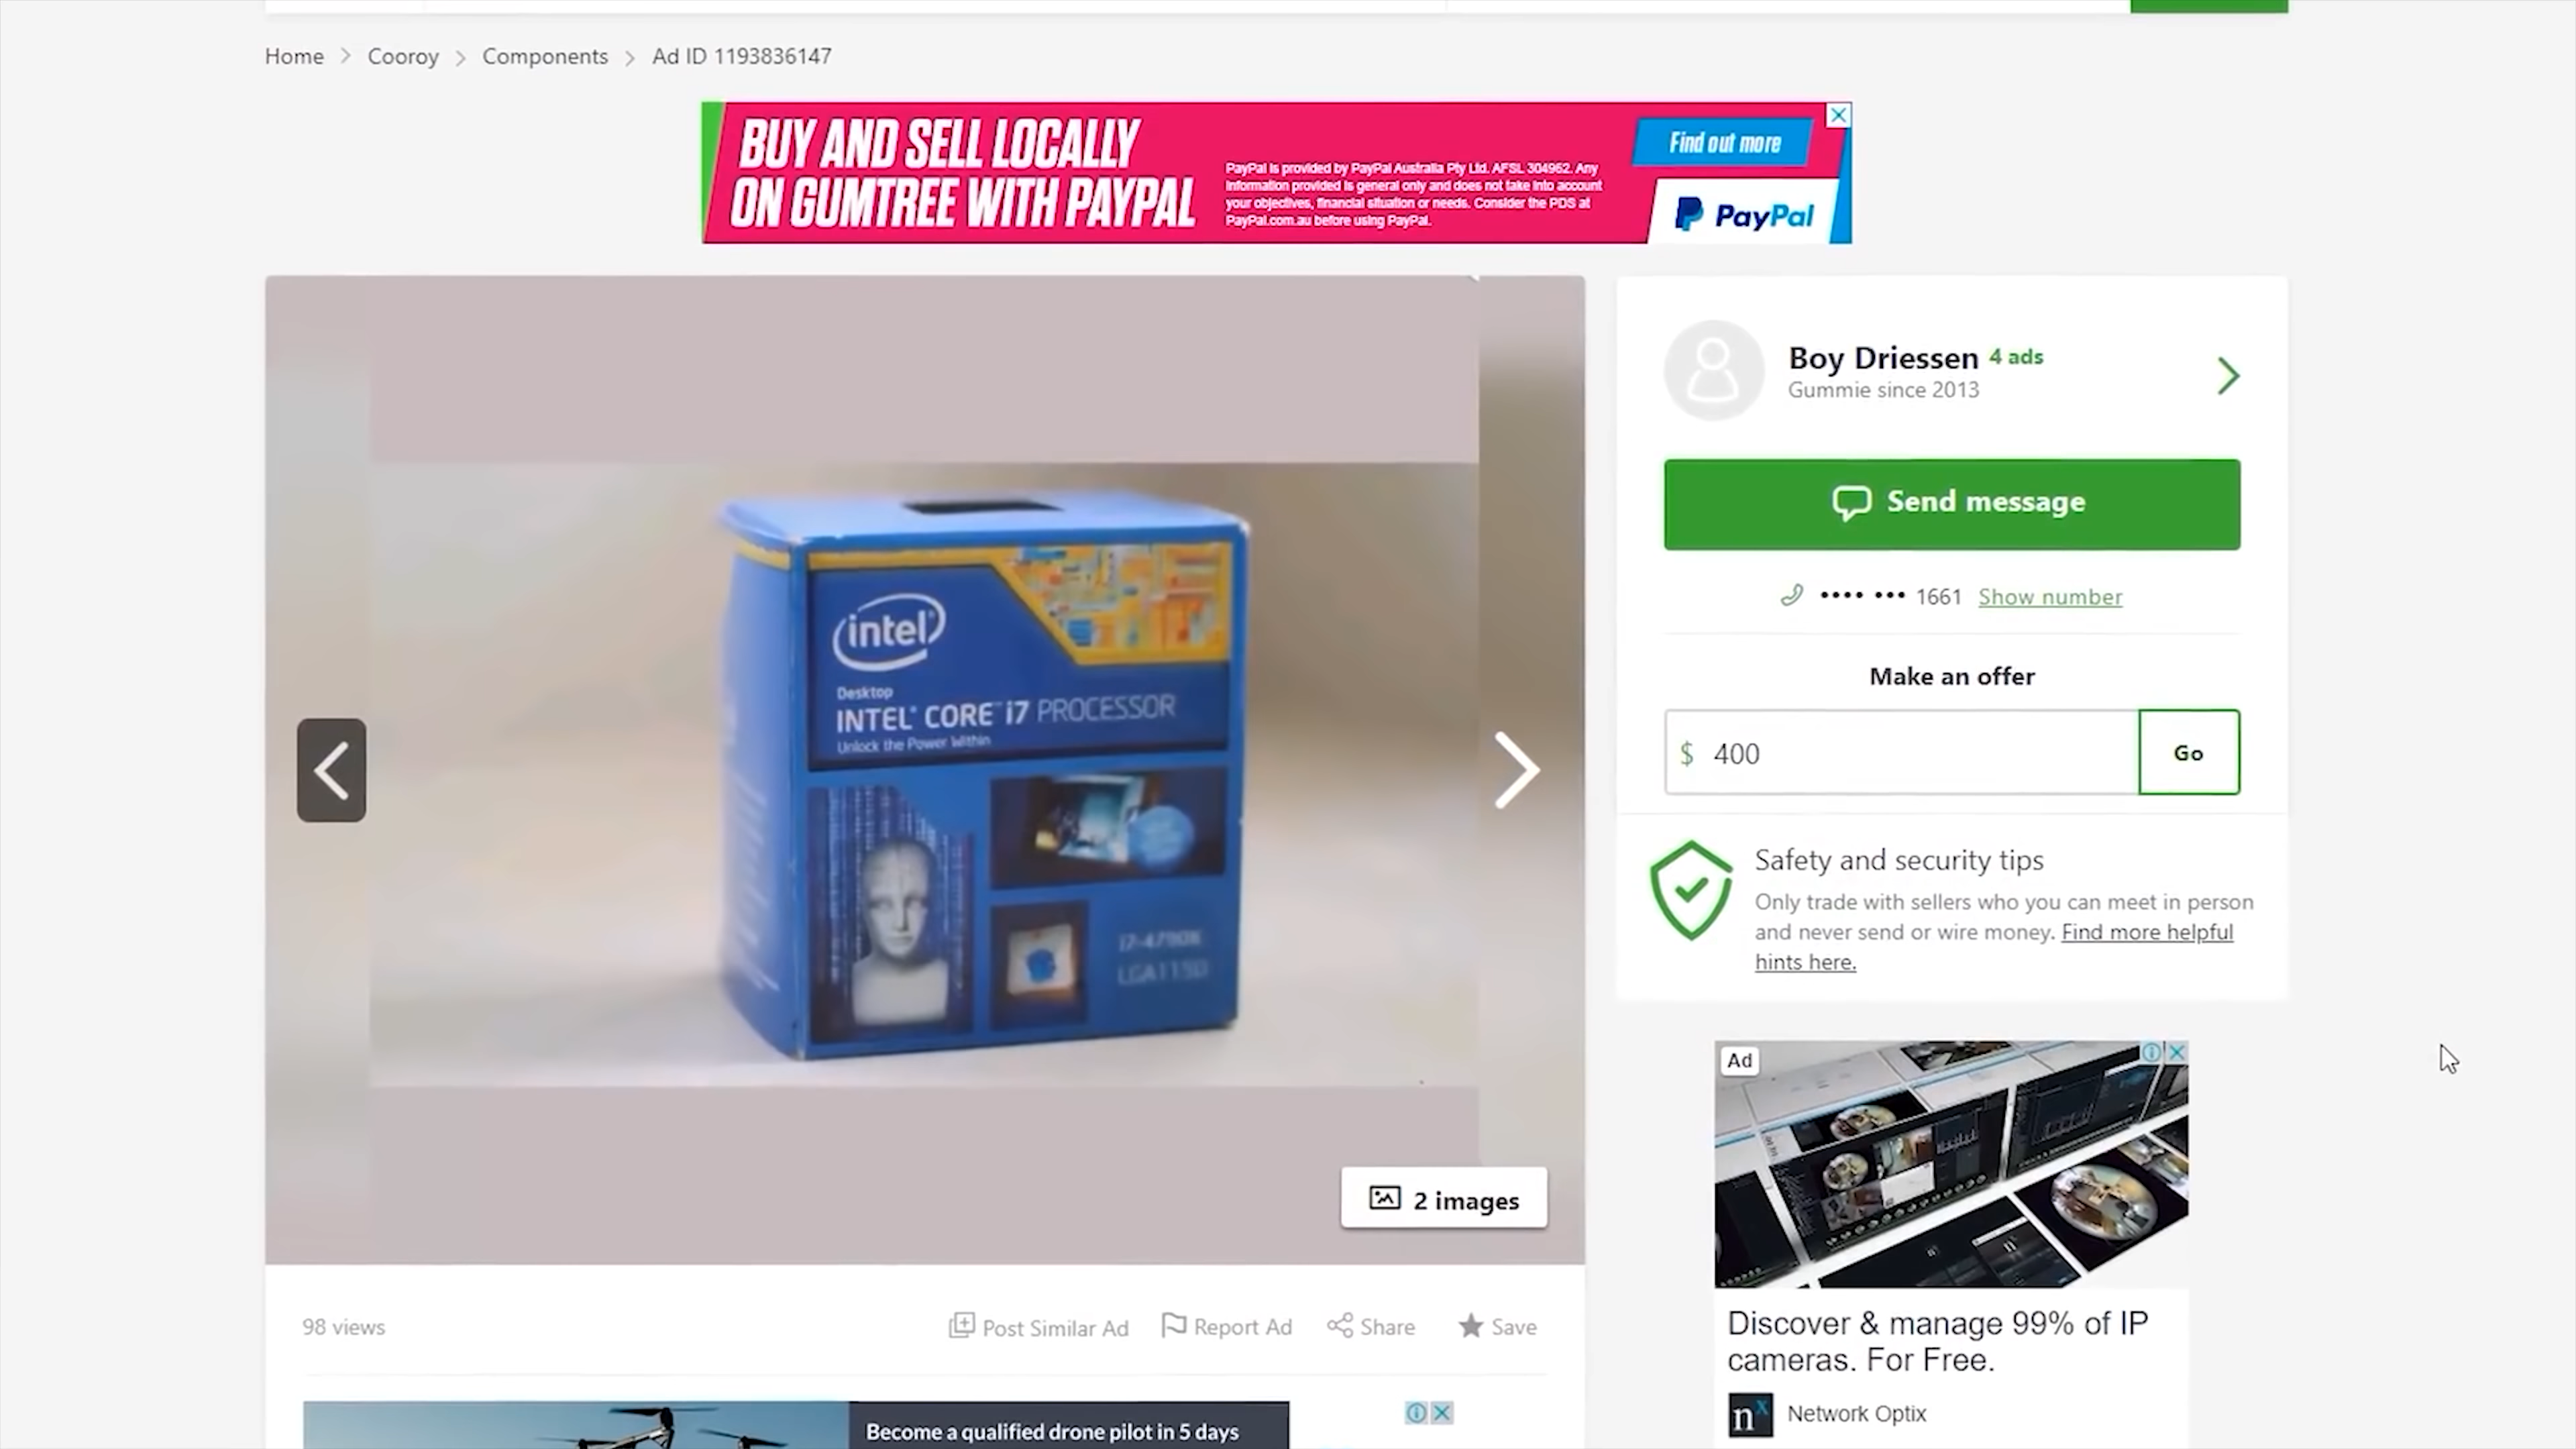 Home > Cooroy > Components > Ad ID 1193836147
BUY AND SELL LOCALLY
ON GUMTREE WITH PAYPAL
PayPal is provided by PayPal Australia Pty Ltd. AFSL 304962. Any
information provided is general only and does not take into account
your objectives, financial situation or needs. Consider the PDS at
PayPal.com.au before using PayPal.
Find out more
PayPal
intel
Desktop
INTEL® CORE™ i7 PROCESSOR
Unlock the Power Within
i7-4790K
LGA1150
2 images
Boy Driessen 4 ads
Gummie since 2013
Send message
•••• ••• 1661 Show number
Make an offer
$ 400
Go
Safety and security tips
Only trade with sellers who you can meet in person
and never send or wire money. Find more helpful
hints here.
Ad
Discover & manage 99% of IP
cameras. For Free.
nx Network Optix
98 views
Post Similar Ad
Report Ad
Share
Save
Become a qualified drone pilot in 5 days